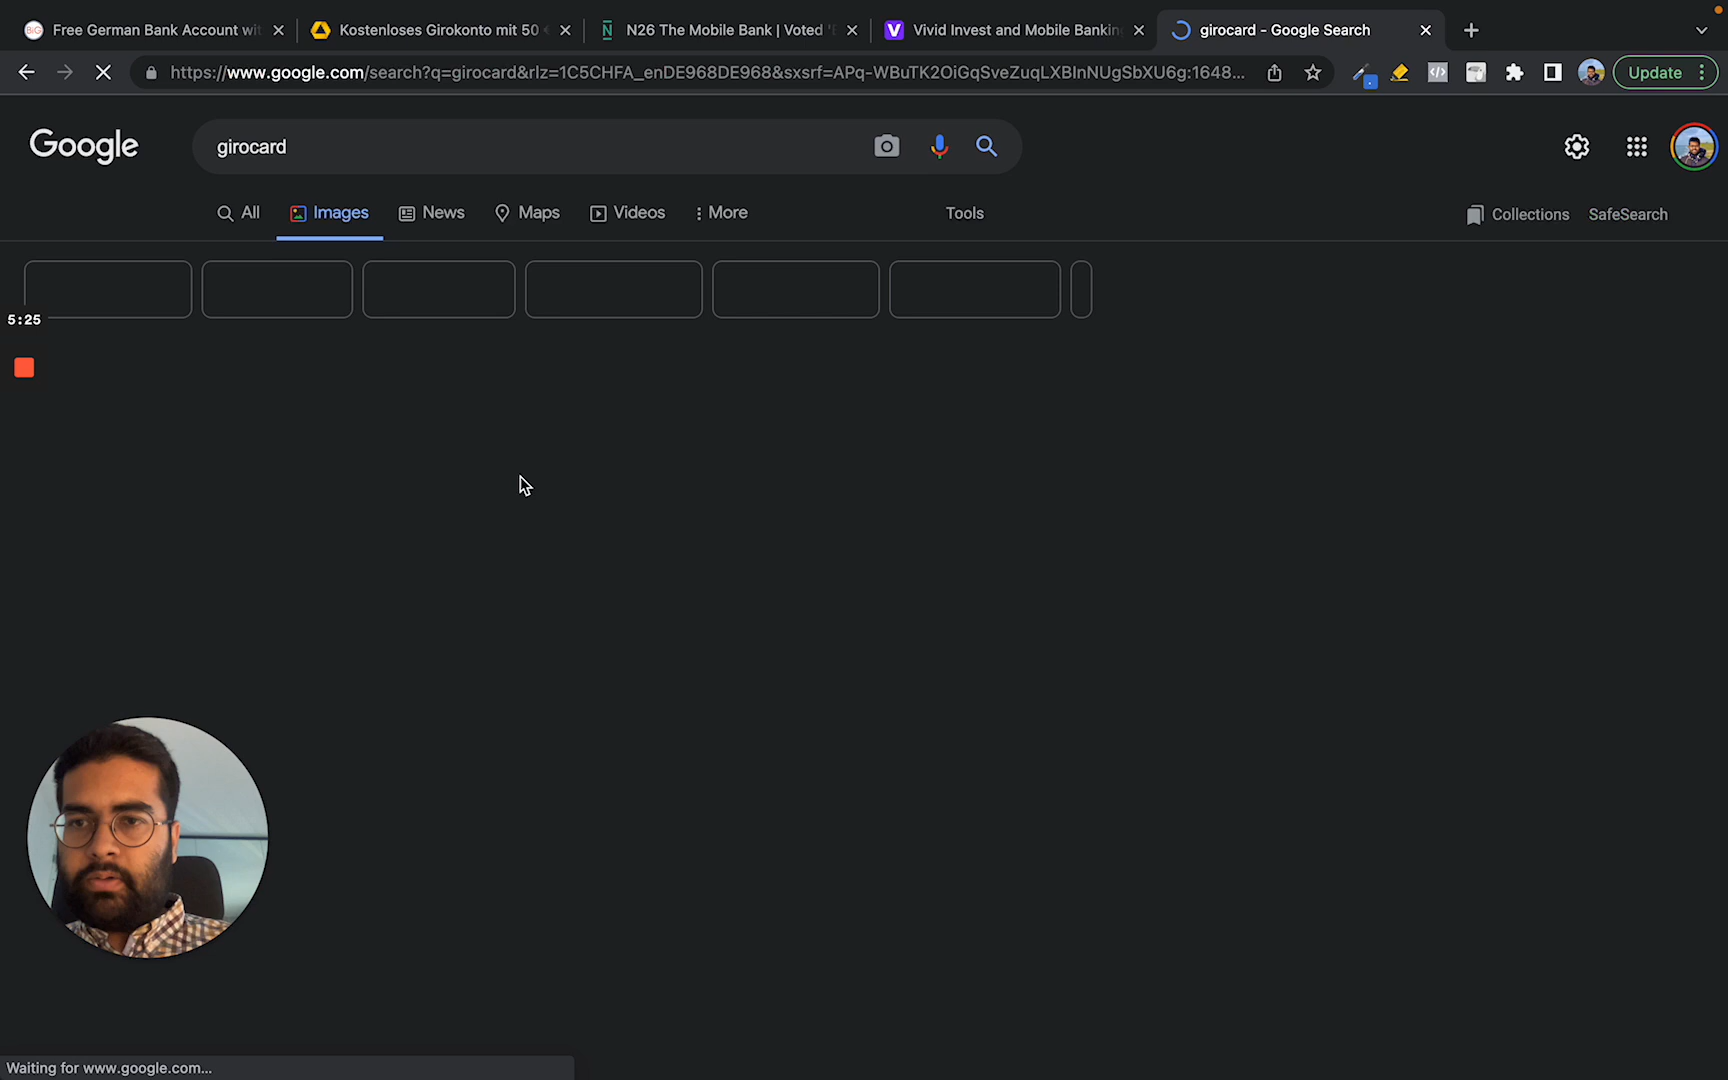 Free German Bank Account wit
Kostenloses Girokonto mit 50
N26 The Mobile Bank | Voted '
Vivid Invest and Mobile Banking
girocard - Google Search
https://www.google.com/search?q=girocard&rlz=1C5CHFA_enDE968DE968&sxsrf=APq-WBuTK2OiGqSveZuqLXBInNUgSbXU6g:1648...
Update
Google
girocard
All
Images
News
Maps
Videos
More
Tools
Collections
SafeSearch
5:25
Waiting for www.google.com...